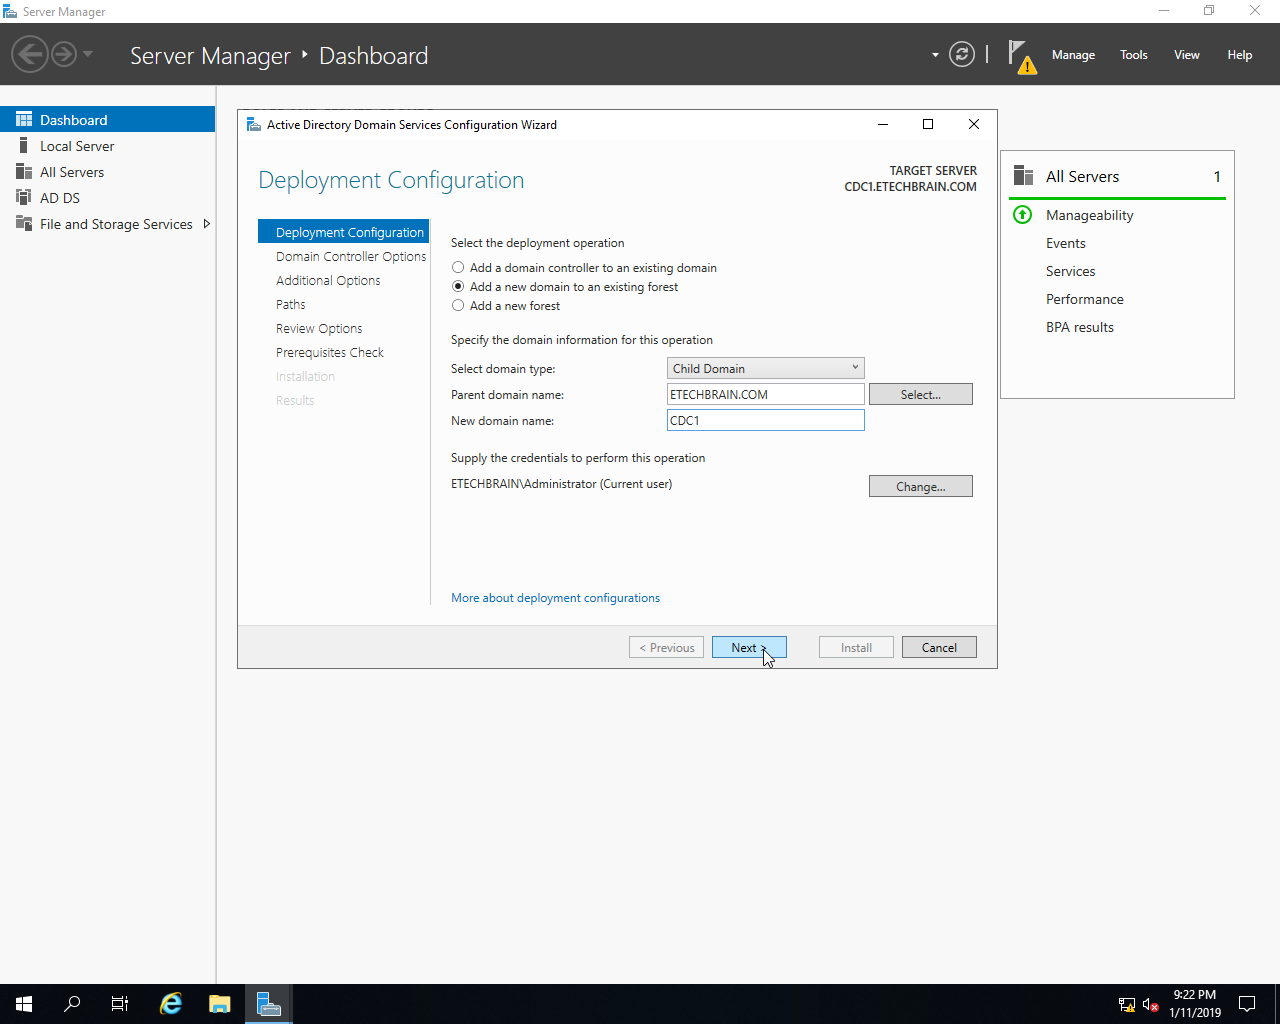 Server Manager
Server Manager ‣ Dashboard
Manage Tools View Help
Dashboard
Local Server
All Servers
AD DS
File and Storage Services
Active Directory Domain Services Configuration Wizard
Deployment Configuration
TARGET SERVER
CDC1.ETECHBRAIN.COM
Deployment Configuration
Domain Controller Options
Additional Options
Paths
Review Options
Prerequisites Check
Installation
Results
Select the deployment operation
Add a domain controller to an existing domain
Add a new domain to an existing forest
Add a new forest
Specify the domain information for this operation
Select domain type: Child Domain
Parent domain name: ETECHBRAIN.COM Select...
New domain name: CDC1
Supply the credentials to perform this operation
ETECHBRAIN\Administrator (Current user) Change...
More about deployment configurations
< Previous Next > Install Cancel
All Servers 1
Manageability
Events
Services
Performance
BPA results
9:22 PM
1/11/2019